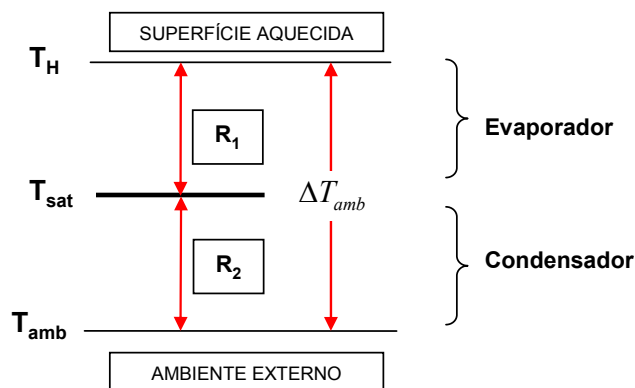 SUPERFÍCIE AQUECIDA
T_H
R_1
Evaporador
T_sat
ΔT_amb
R_2
Condensador
T_amb
AMBIENTE EXTERNO